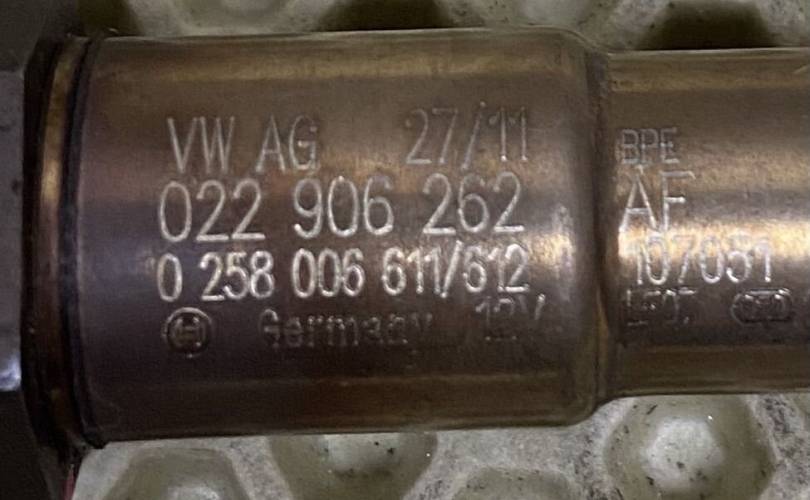 VW AG 27/11
022 906 262
0 258 006 611/612
Germany 12V
BPE
AF
107051